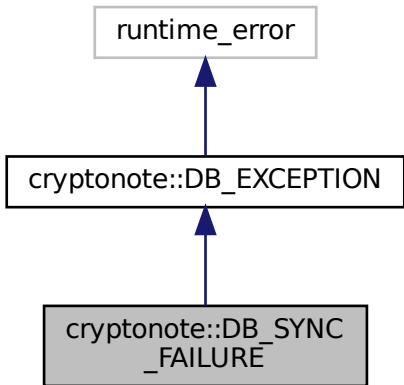 runtime_error
cryptonote::DB_EXCEPTION
cryptonote::DB_SYNC
_FAILURE